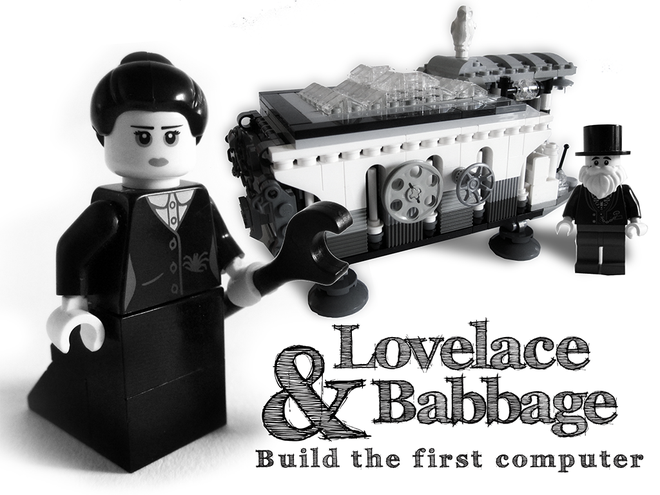 Lovelace
& Babbage
Build the first computer